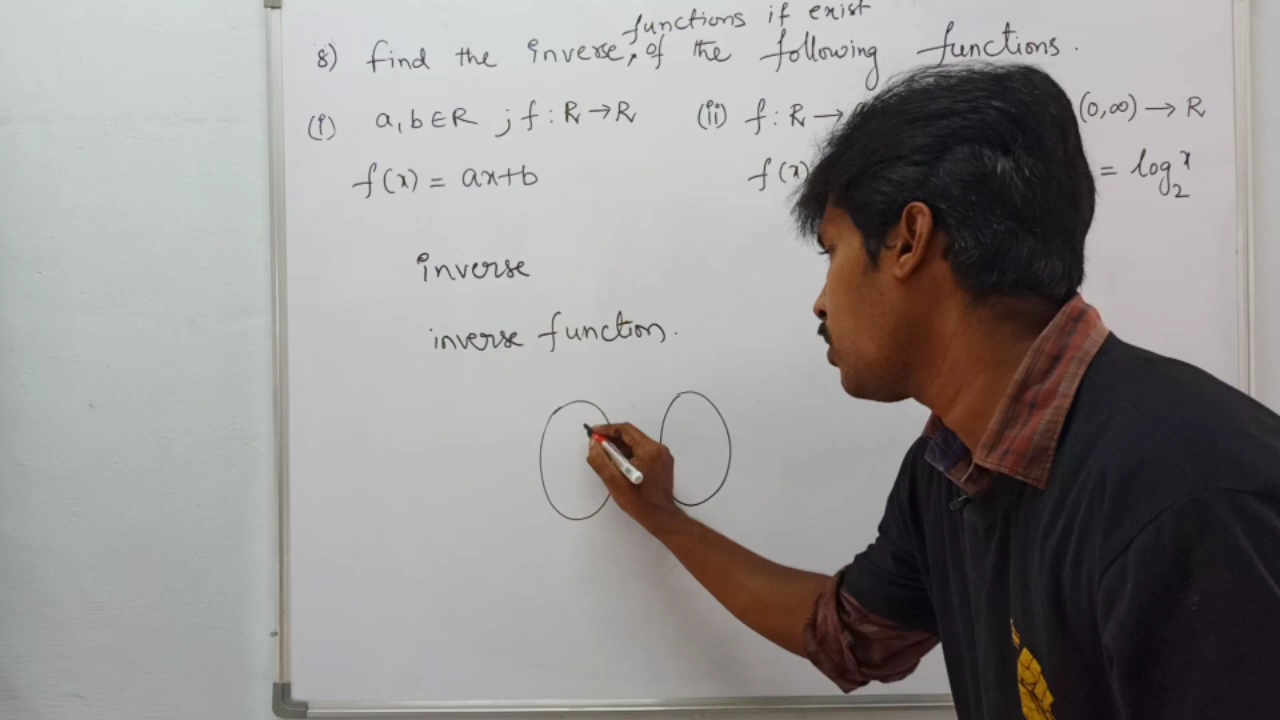 functions if exist
8) find the inverse, of the following functions.
(i) a, b ∈ R ; f : R → R (ii) f : R → (0,∞) → R
f(x) = ax+b f(x) = log₂ˣ
inverse
inverse function.